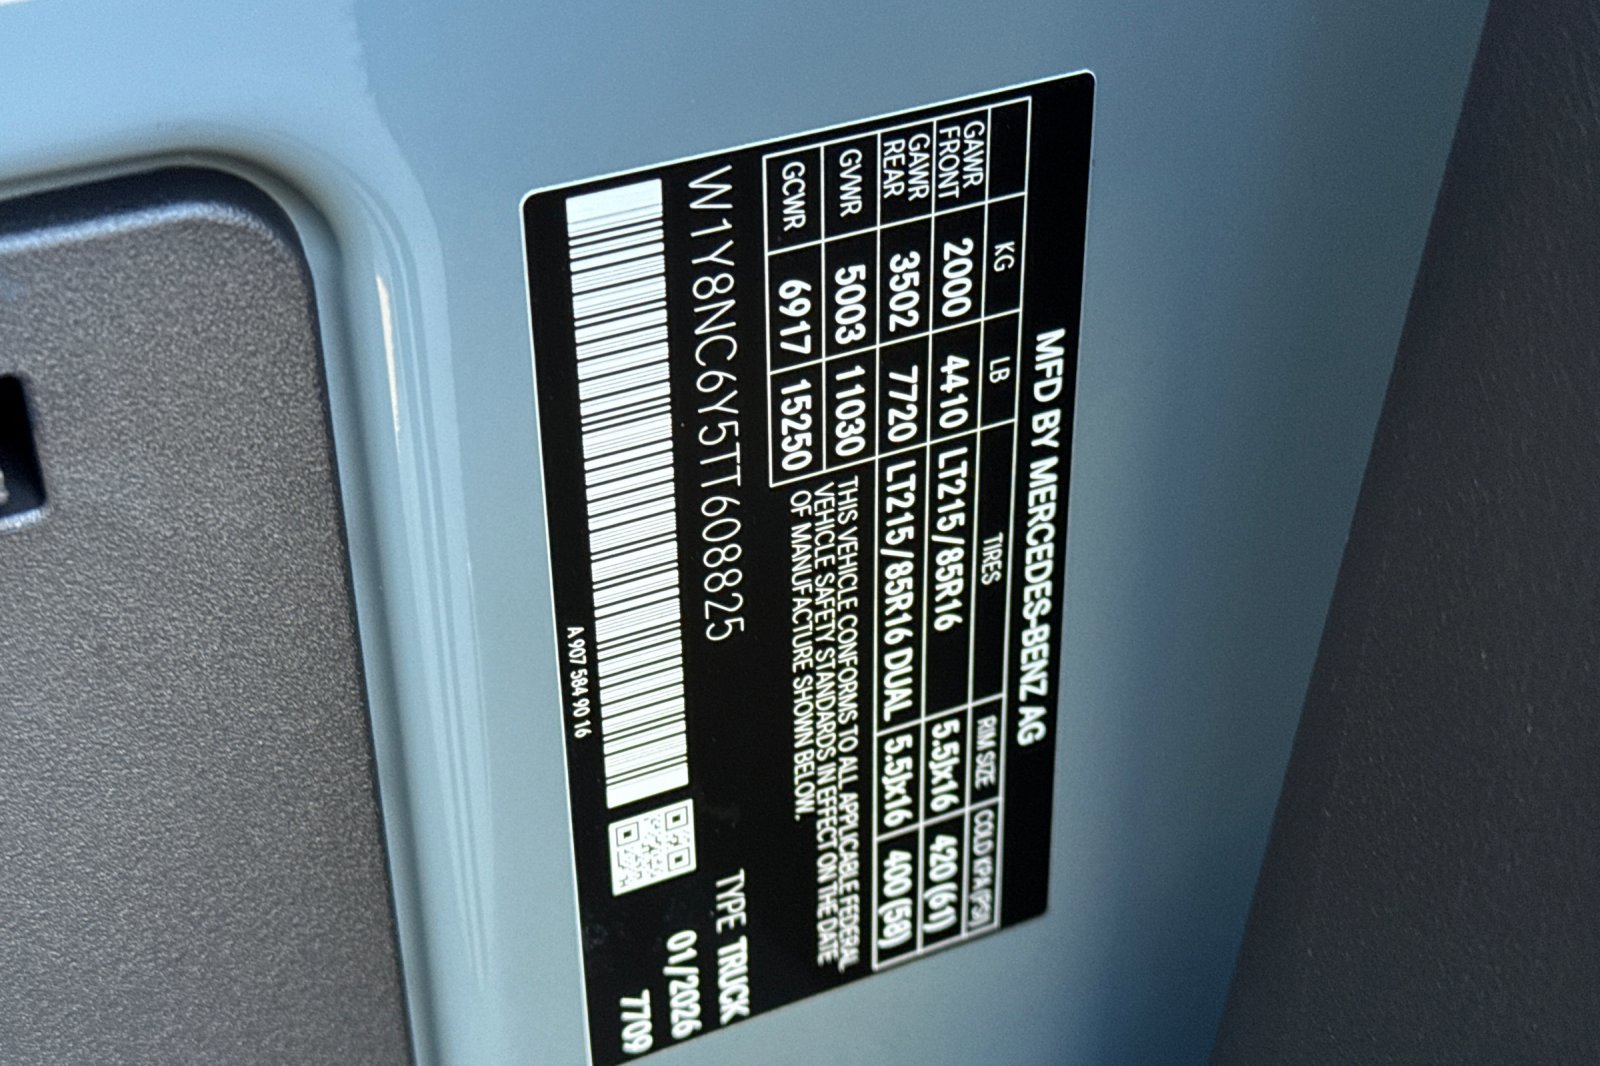 MFD BY MERCEDES-BENZ AG
KG LB TIRES RIM SIZE COLD KPA (PSI)
GAWR FRONT 2000 4410 LT215/85R16 5.5Jx16 420 (61)
GAWR REAR 3502 7720 LT215/85R16 DUAL 5.5Jx16 400 (58)
GVWR 5003 11030
GCWR 6917 15250
THIS VEHICLE CONFORMS TO ALL APPLICABLE FEDERAL
VEHICLE SAFETY STANDARDS IN EFFECT ON THE DATE
OF MANUFACTURE SHOWN BELOW.
W1Y8NC6Y5TT608825
TYPE TRUCK
01/2026
7709
A 907 584 90 16